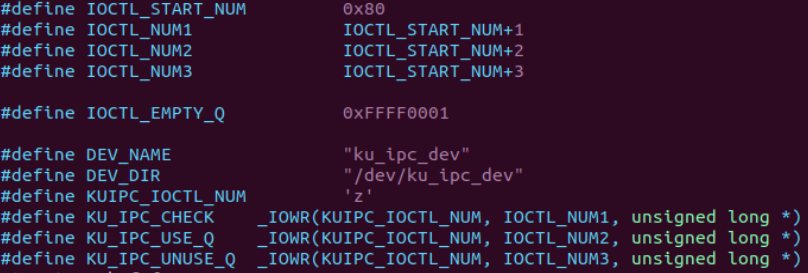 #define IOCTL_START_NUM 0x80
#define IOCTL_NUM1 IOCTL_START_NUM+1
#define IOCTL_NUM2 IOCTL_START_NUM+2
#define IOCTL_NUM3 IOCTL_START_NUM+3
#define IOCTL_EMPTY_Q 0xFFFF0001
#define DEV_NAME "ku_ipc_dev"
#define DEV_DIR "/dev/ku_ipc_dev"
#define KUIPC_IOCTL_NUM 'z'
#define KU_IPC_CHECK _IOWR(KUIPC_IOCTL_NUM, IOCTL_NUM1, unsigned long *)
#define KU_IPC_USE_Q _IOWR(KUIPC_IOCTL_NUM, IOCTL_NUM2, unsigned long *)
#define KU_IPC_UNUSE_Q _IOWR(KUIPC_IOCTL_NUM, IOCTL_NUM3, unsigned long *)